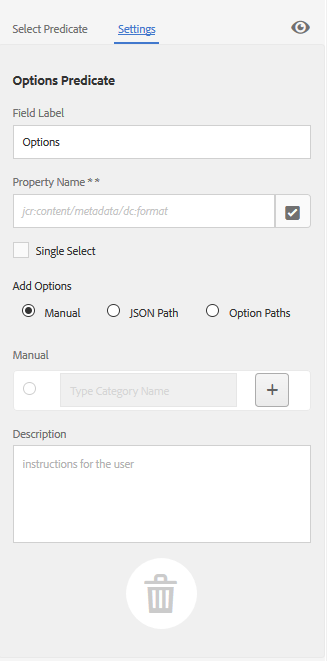 Select Predicate Settings
Options Predicate
Field Label
Options
Property Name * *
jcr:content/metadata/dc:format
Single Select
Add Options
Manual JSON Path Option Paths
Manual
Type Category Name +
Description
instructions for the user